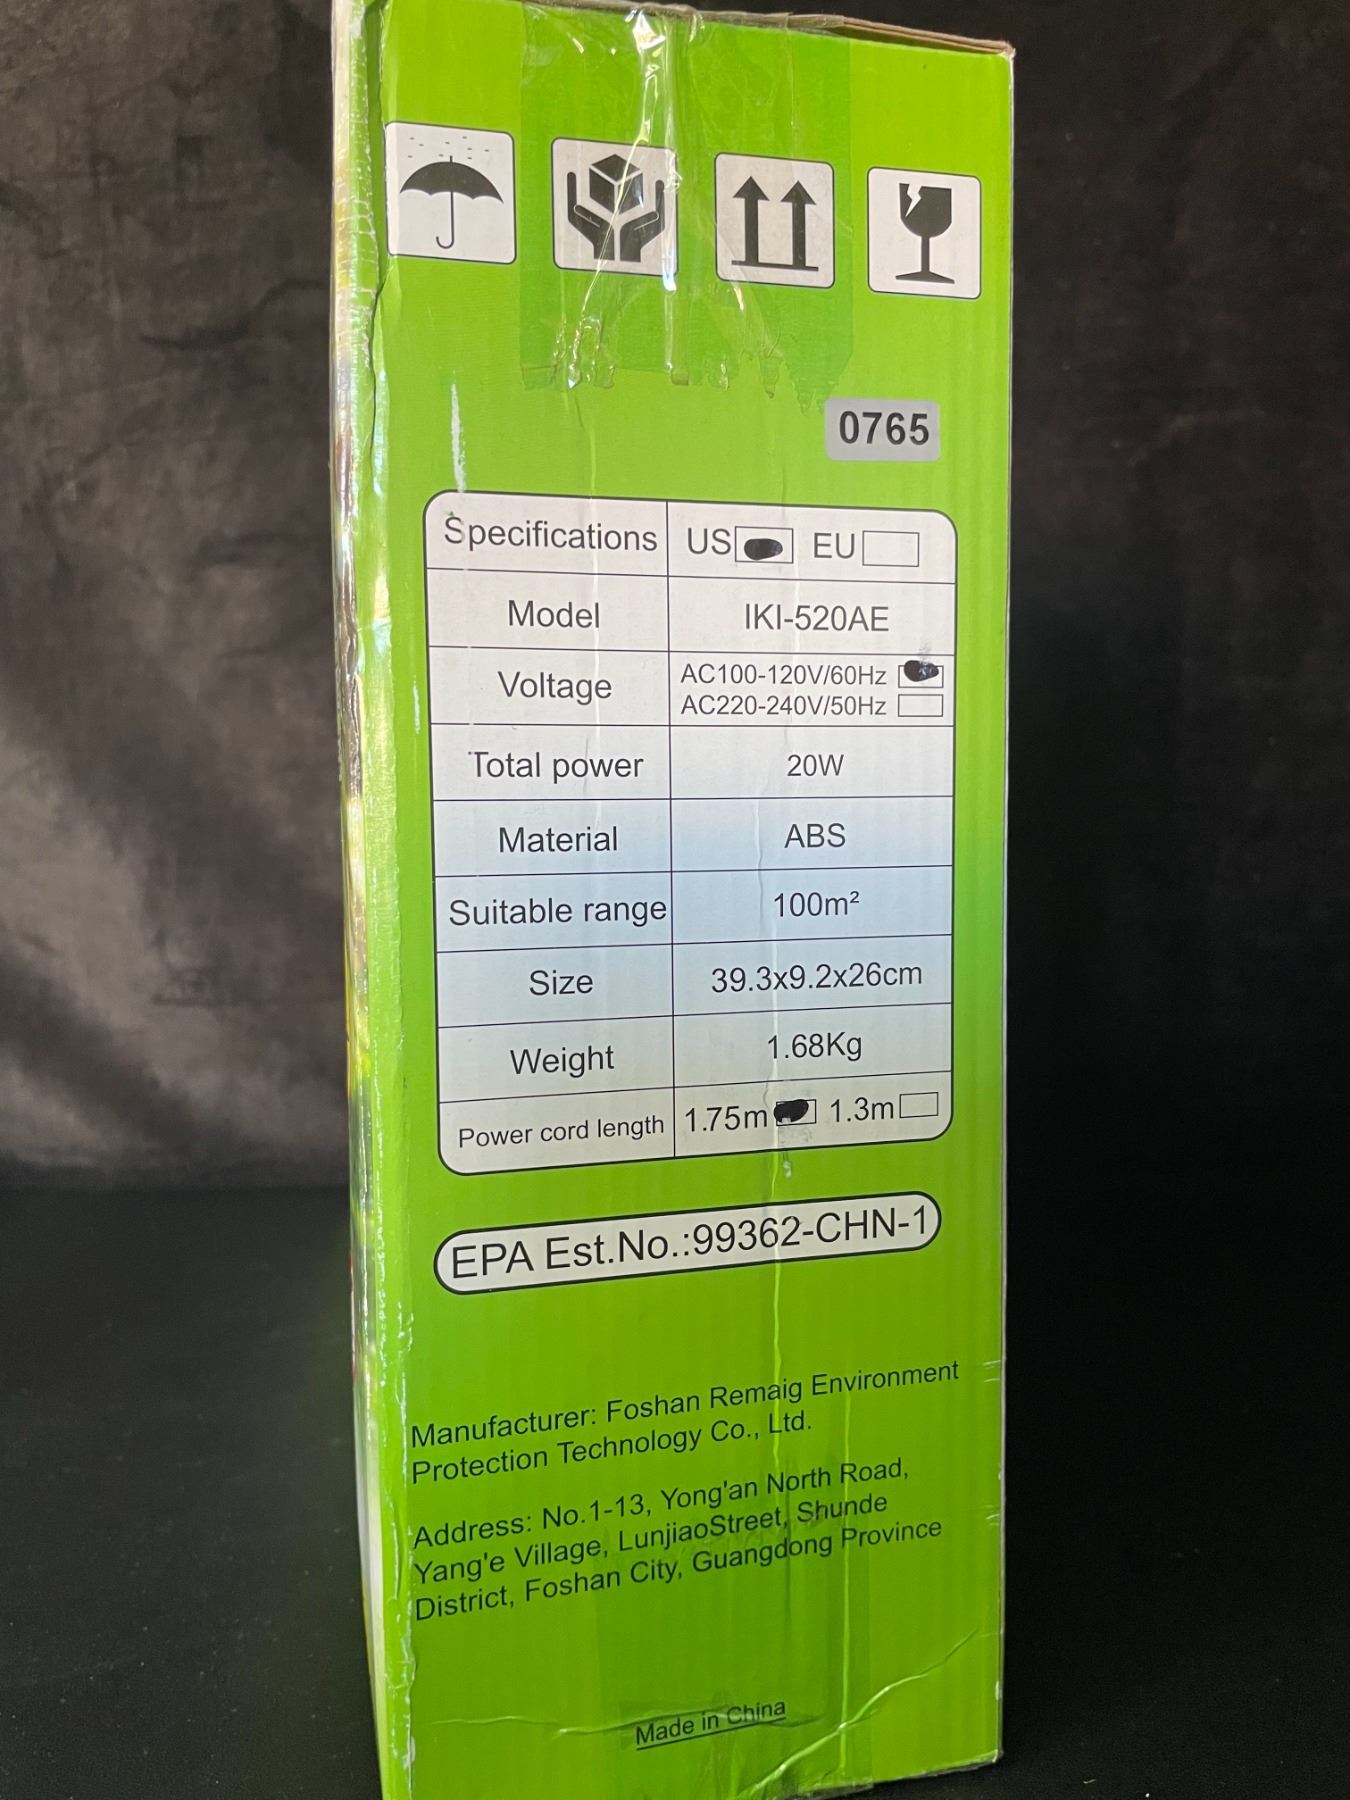 0765
Specifications US EU
Model IKI-520AE
Voltage AC100-120V/60Hz
AC220-240V/50Hz
Total power 20W
Material ABS
Suitable range 100m²
Size 39.3x9.2x26cm
Weight 1.68Kg
Power cord length 1.75m 1.3m
EPA Est.No.:99362-CHN-1
Manufacturer: Foshan Remaig Environment
Protection Technology Co., Ltd.
Address: No.1-13, Yong'an North Road,
Yang'e Village, LunjiaoStreet, Shunde
District, Foshan City, Guangdong Province
Made in China